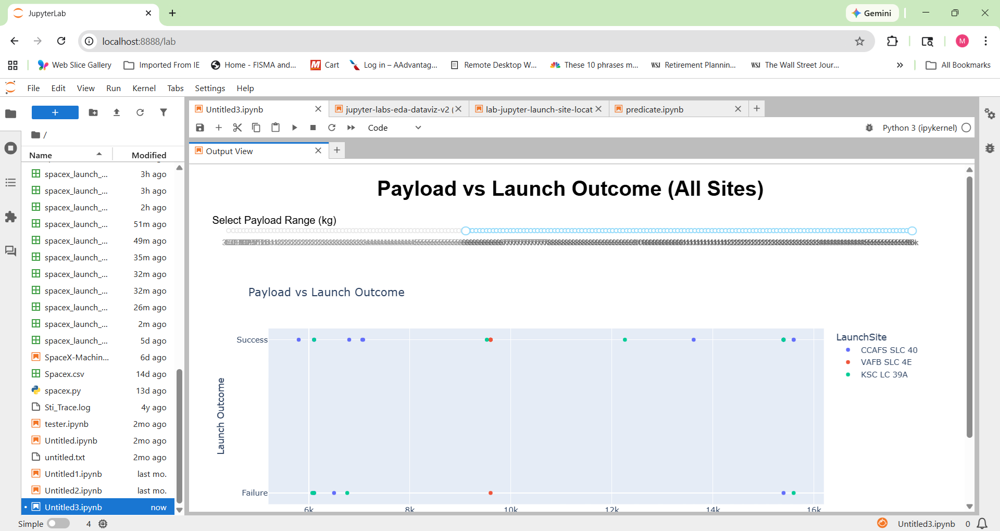 JupyterLab
Gemini
localhost:8888/lab
M
Web Slice Gallery
Imported From IE
Home - FISMA and...
Cart
Log in – AAdvantag...
Remote Desktop W...
These 10 phrases m...
WSJ Retirement Plannin...
WSJ The Wall Street Jour...
All Bookmarks
File Edit View Run Kernel Tabs Settings Help
Untitled3.ipynb
jupyter-labs-eda-dataviz-v2 (
lab-jupyter-launch-site-locat
predicate.ipynb
Code
Python 3 (ipykernel)
/
Output View
Name Modified
spacex_launch_... 3h ago
spacex_launch_... 3h ago
spacex_launch_... 2h ago
spacex_launch_... 51m ago
spacex_launch_... 49m ago
spacex_launch_... 35m ago
spacex_launch_... 32m ago
spacex_launch_... 32m ago
spacex_launch_... 26m ago
spacex_launch_... 2m ago
spacex_launch_... 5d ago
SpaceX-Machin... 6d ago
Spacex.csv 14d ago
spacex.py 13d ago
Sti_Trace.log 4y ago
tester.ipynb 2mo ago
Untitled.ipynb 2mo ago
untitled.txt 2mo ago
Untitled1.ipynb last mo.
Untitled2.ipynb last mo.
Untitled3.ipynb now
Payload vs Launch Outcome (All Sites)
Select Payload Range (kg)
Payload vs Launch Outcome
Success
Launch Outcome
Failure
6k 8k 10k 12k 14k 16k
LaunchSite
CCAFS SLC 40
VAFB SLC 4E
KSC LC 39A
Simple 4
Untitled3.ipynb 0